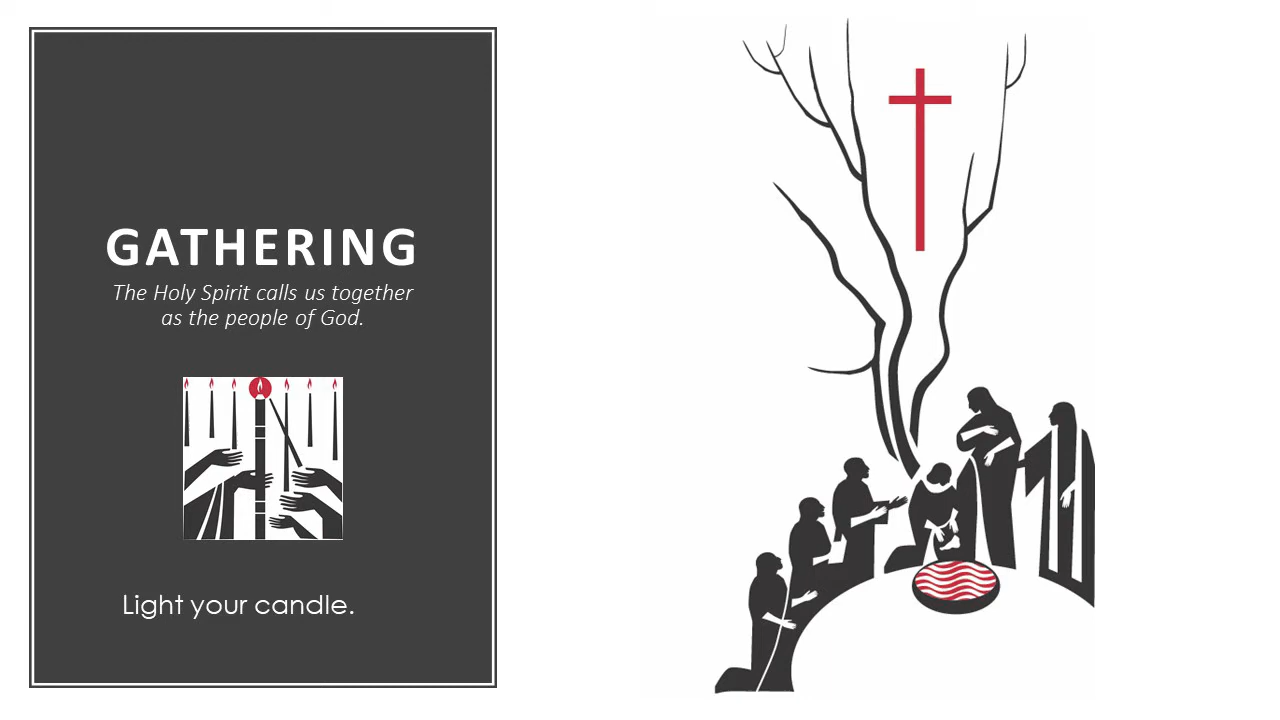 GATHERING
The Holy Spirit calls us together
as the people of God.
Light your candle.